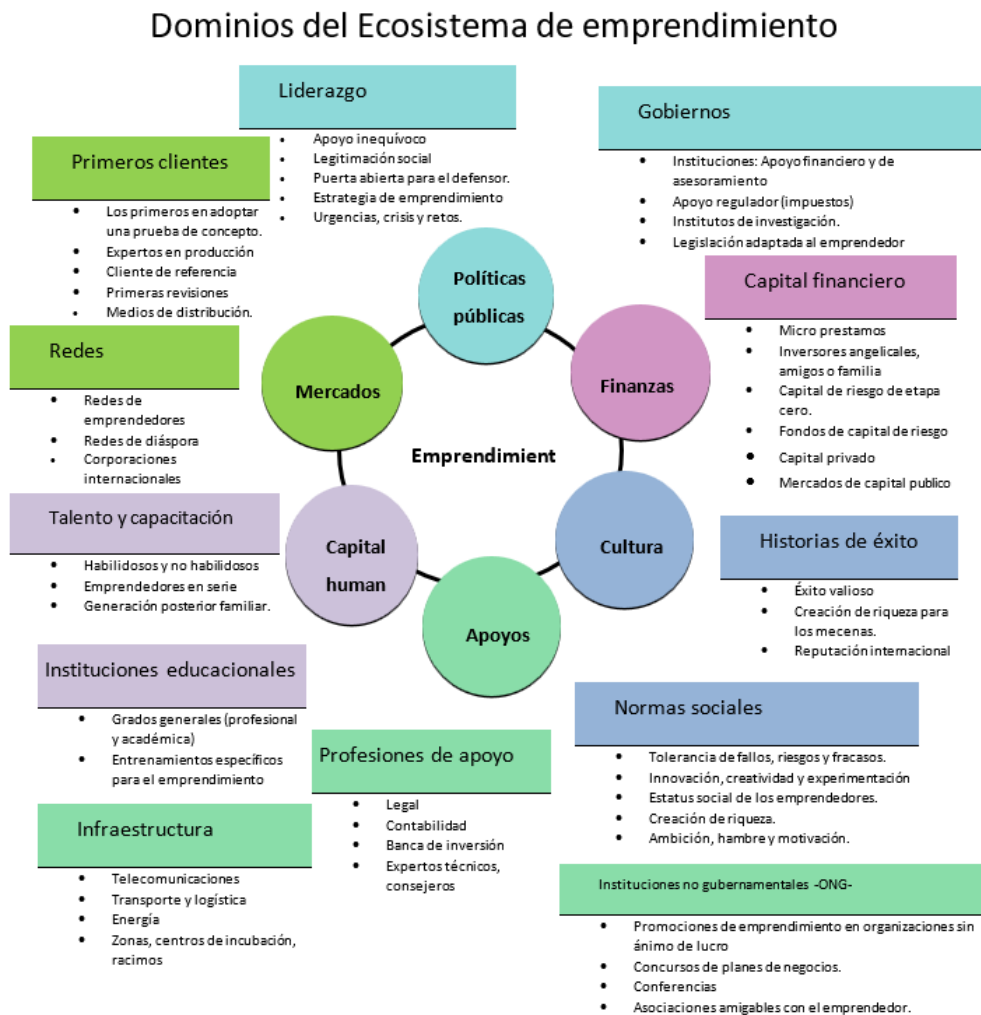 Dominios del Ecosistema de emprendimiento
Liderazgo
• Apoyo inequívoco
• Legitimación social
• Puerta abierta para el defensor.
• Estrategia de emprendimiento
• Urgencias, crisis y retos.
Gobiernos
• Instituciones: Apoyo financiero y de
asesoramiento
• Apoyo regulador (impuestos)
• Institutos de investigación.
• Legislación adaptada al emprendedor
Primeros clientes
• Los primeros en adoptar
una prueba de concepto.
• Expertos en producción
• Cliente de referencia
• Primeras revisiones
• Medios de distribución.
Políticas
públicas
Capital financiero
• Micro prestamos
• Inversores angelicales,
amigos o familia
• Capital de riesgo de etapa
cero.
• Fondos de capital de riesgo
• Capital privado
• Mercados de capital publico
Redes
• Redes de
emprendedores
• Redes de diáspora
• Corporaciones
internacionales
Mercados
Finanzas
Emprendimient
Talento y capacitación
• Habilidosos y no habilidosos
• Emprendedores en serie
• Generación posterior familiar.
Capital
human
Cultura
Historias de éxito
• Éxito valioso
• Creación de riqueza para
los mecenas.
• Reputación internacional
Apoyos
Instituciones educacionales
• Grados generales (profesional
y académica)
• Entrenamientos específicos
para el emprendimiento
Normas sociales
• Tolerancia de fallos, riesgos y fracasos.
• Innovación, creatividad y experimentación
• Estatus social de los emprendedores.
• Creación de riqueza.
• Ambición, hambre y motivación.
Profesiones de apoyo
• Legal
• Contabilidad
• Banca de inversión
• Expertos técnicos,
consejeros
Infraestructura
• Telecomunicaciones
• Transporte y logística
• Energía
• Zonas, centros de incubación,
racimos
Instituciones no gubernamentales -ONG-
• Promociones de emprendimiento en organizaciones sin
ánimo de lucro
• Concursos de planes de negocios.
• Conferencias
• Asociaciones amigables con el emprendedor.